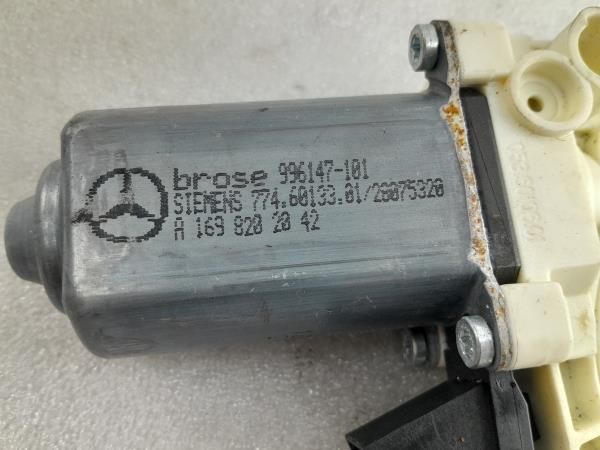 brose 996147-101
SIEMENS 774.60133.01/28075320
A 169 820 20 42